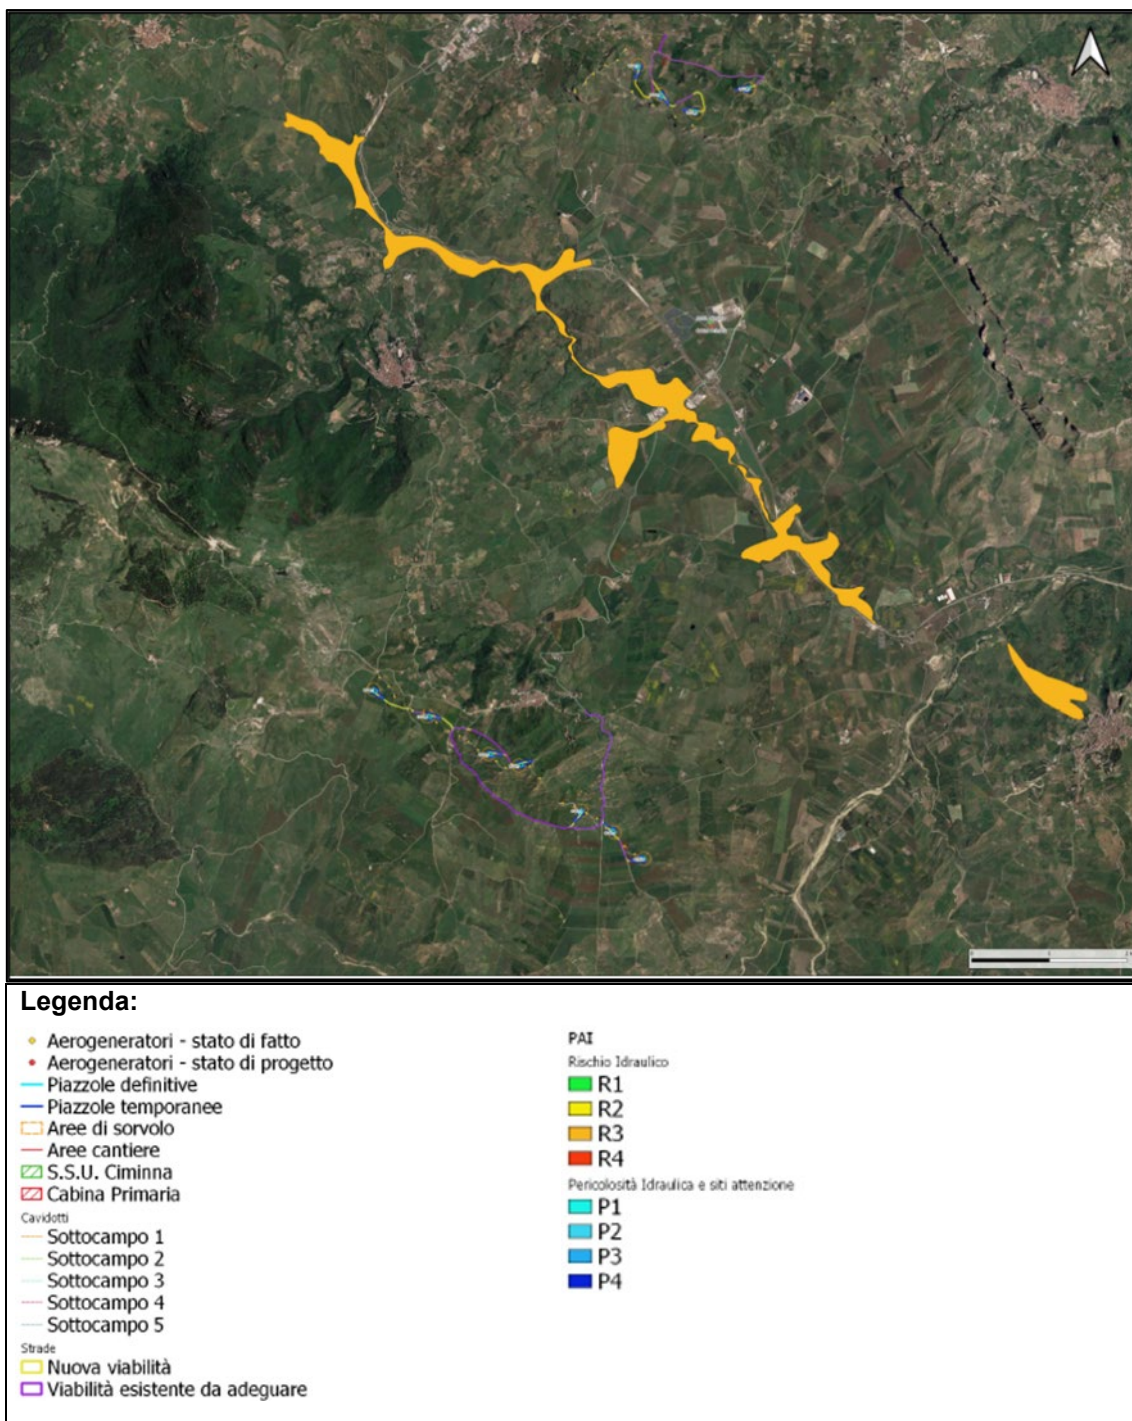 Legenda:
Aerogeneratori - stato di fatto
Aerogeneratori - stato di progetto
Piazzole definitive
Piazzole temporanee
Aree di sorvolo
Aree cantiere
S.S.U. Ciminna
Cabina Primaria
Cavidotti
Sottocampo 1
Sottocampo 2
Sottocampo 3
Sottocampo 4
Sottocampo 5
Strade
Nuova viabilità
Viabilità esistente da adeguare
PAI
Rischio Idraulico
R1
R2
R3
R4
Pericolosità Idraulica e siti attenzione
P1
P2
P3
P4